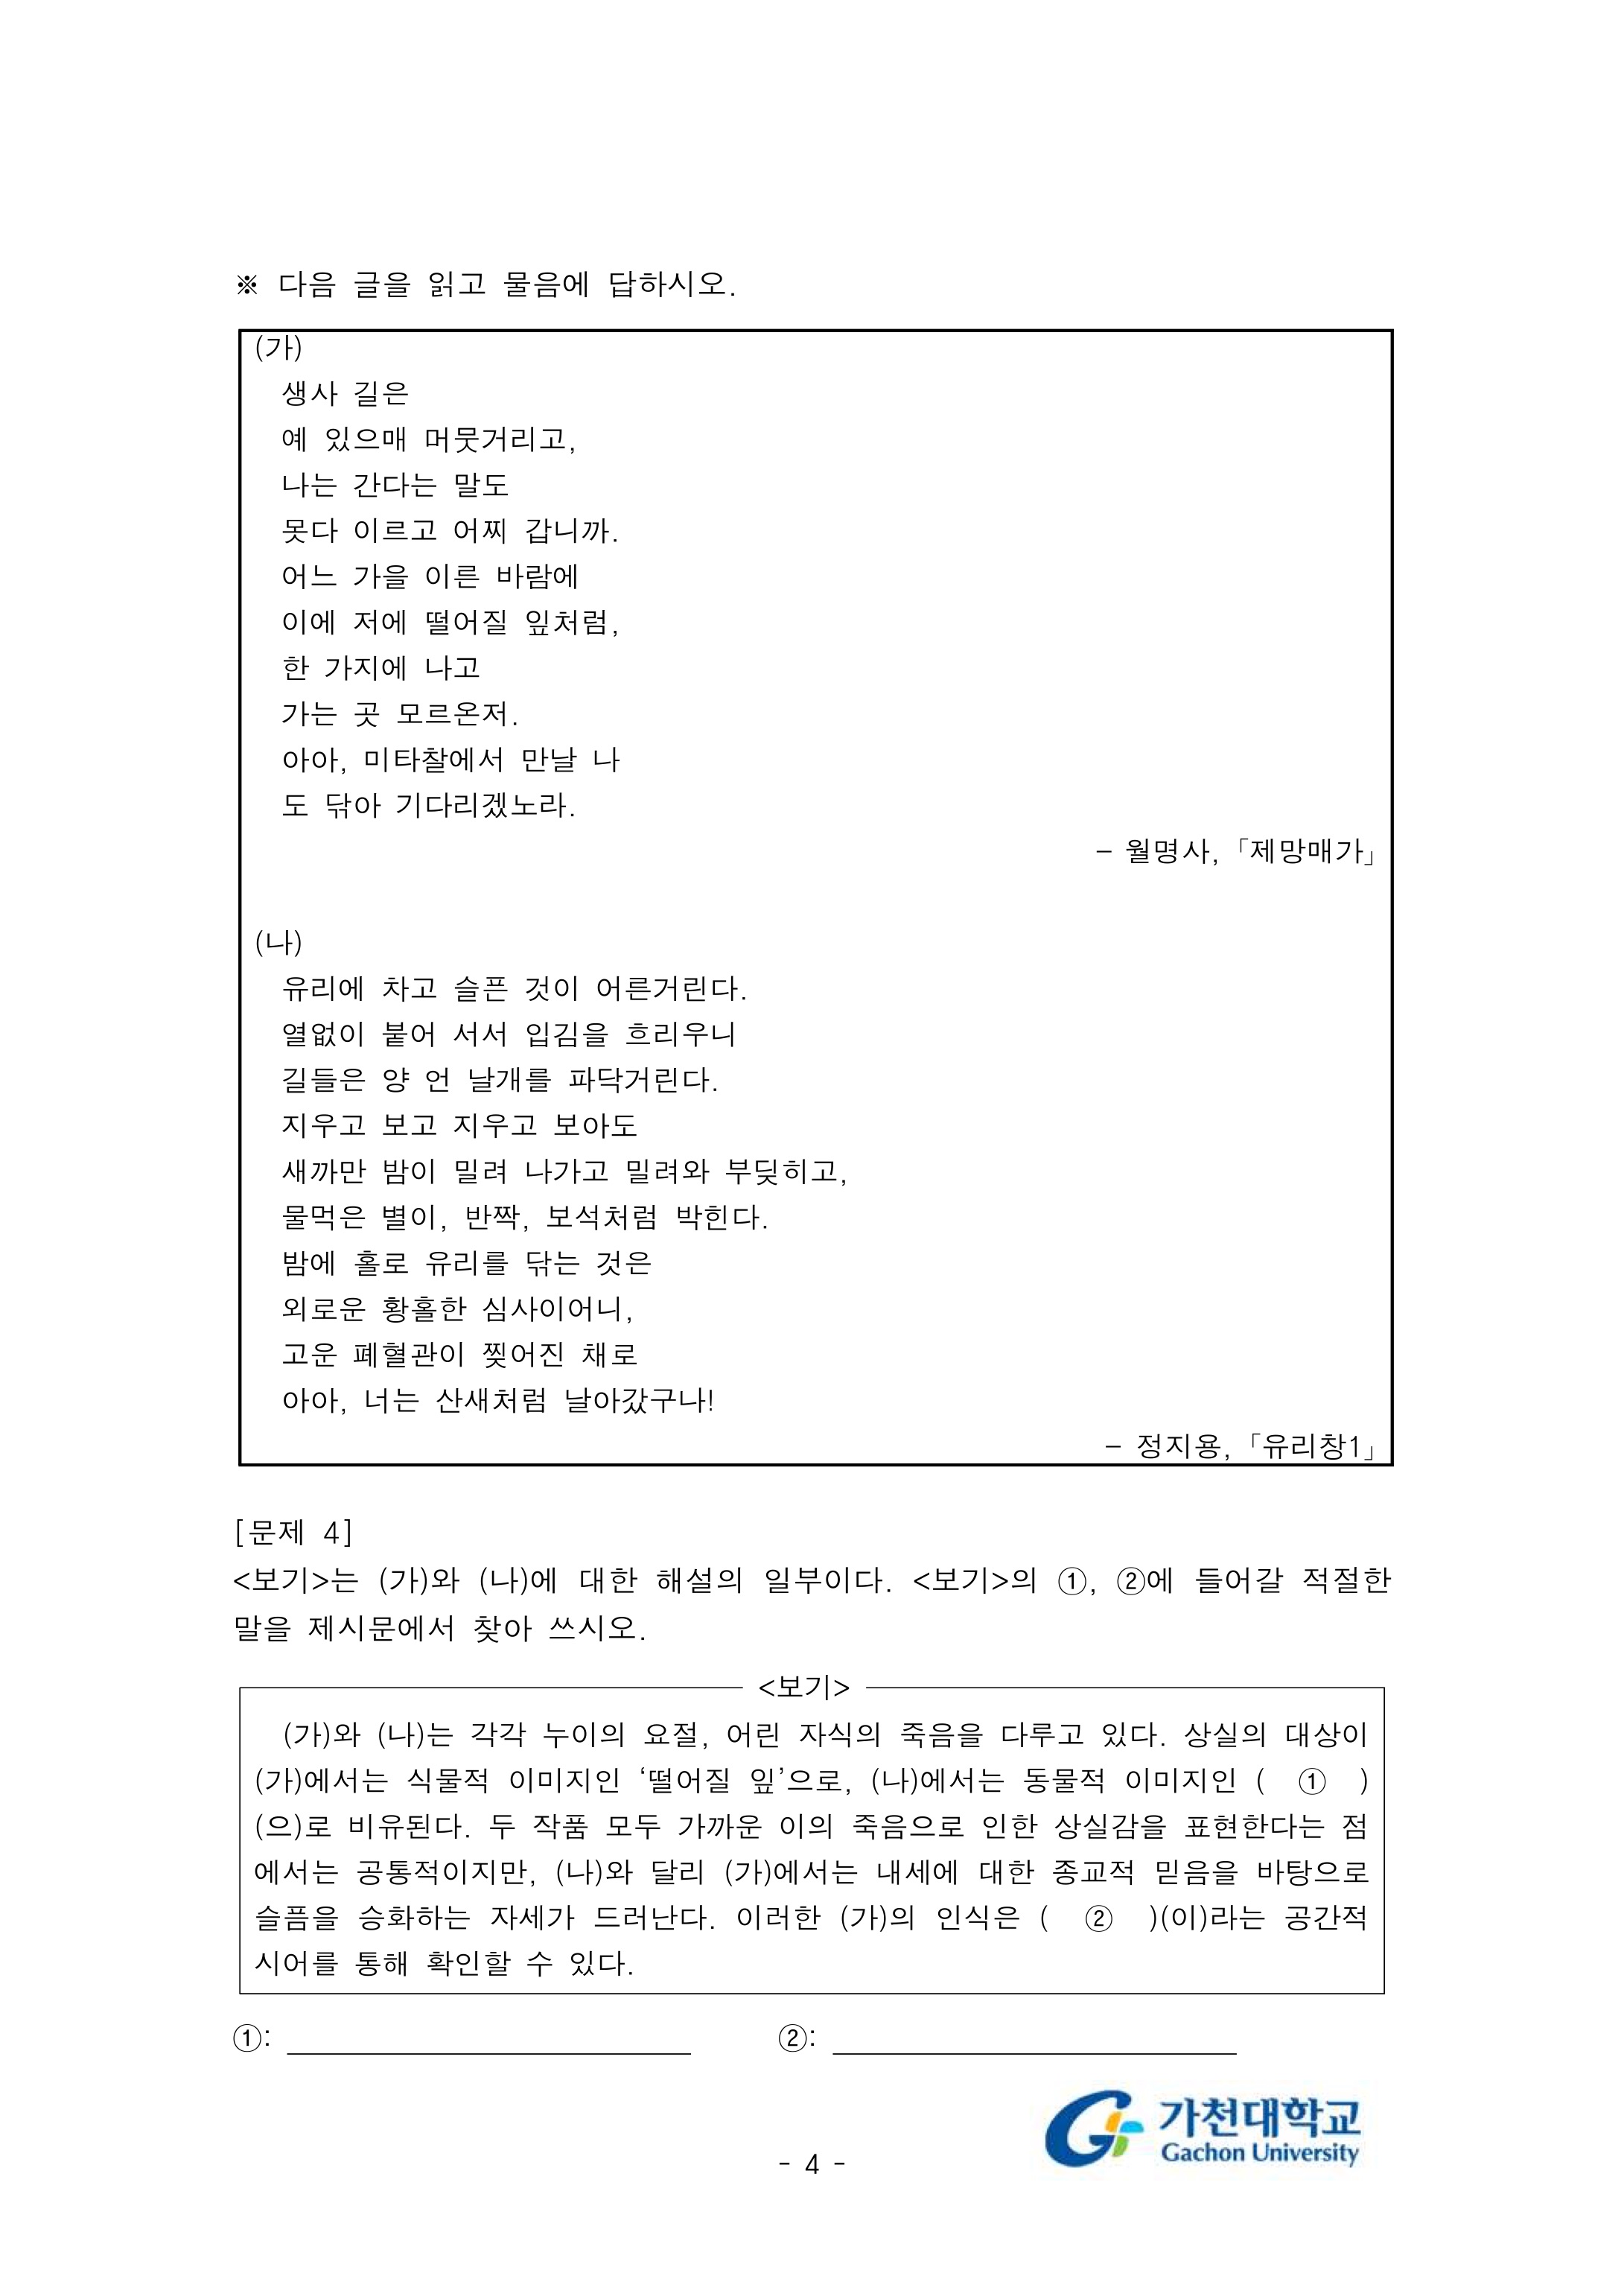 ※ 다음 글을 읽고 물음에 답하시오.
(가)
생사 길은
예 있으매 머뭇거리고,
나는 간다는 말도
못다 이르고 어찌 갑니까.
어느 가을 이른 바람에
이에 저에 떨어질 잎처럼,
한 가지에 나고
가는 곳 모르온저.
아아, 미타찰에서 만날 나
도 닦아 기다리겠노라.
– 월명사, 「제망매가」
(나)
유리에 차고 슬픈 것이 어른거린다.
열없이 붙어 서서 입김을 흐리우니
길들은 양 언 날개를 파닥거린다.
지우고 보고 지우고 보아도
새까만 밤이 밀려 나가고 밀려와 부딪히고,
물먹은 별이, 반짝, 보석처럼 박힌다.
밤에 홀로 유리를 닦는 것은
외로운 황홀한 심사이어니,
고운 폐혈관이 찢어진 채로
아아, 너는 산새처럼 날아갔구나!
– 정지용, 「유리창1」
[문제 4]
<보기>는 (가)와 (나)에 대한 해설의 일부이다. <보기>의 ①, ②에 들어갈 적절한
말을 제시문에서 찾아 쓰시오.
<보기>
(가)와 (나)는 각각 누이의 요절, 어린 자식의 죽음을 다루고 있다. 상실의 대상이
(가)에서는 식물적 이미지인 ‘떨어질 잎’으로, (나)에서는 동물적 이미지인 ( ① )
(으)로 비유된다. 두 작품 모두 가까운 이의 죽음으로 인한 상실감을 표현한다는 점
에서는 공통적이지만, (나)와 달리 (가)에서는 내세에 대한 종교적 믿음을 바탕으로
슬픔을 승화하는 자세가 드러난다. 이러한 (가)의 인식은 ( ② )(이)라는 공간적
시어를 통해 확인할 수 있다.
①: ②:
가천대학교
Gachon University
- 4 -